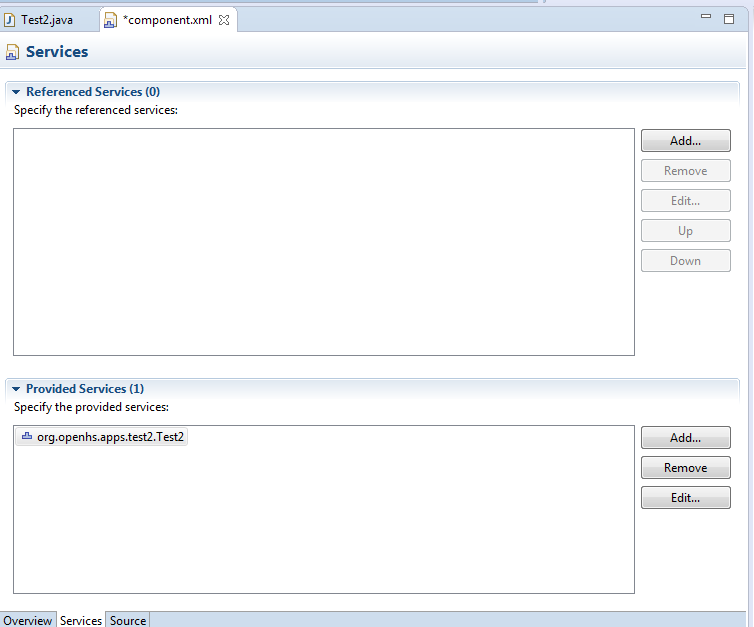 Test2.java
*component.xml
Services
Referenced Services (0)
Specify the referenced services:
Add...
Remove
Edit...
Up
Down
Provided Services (1)
Specify the provided services:
org.openhs.apps.test2.Test2
Add...
Remove
Edit...
Overview Services Source